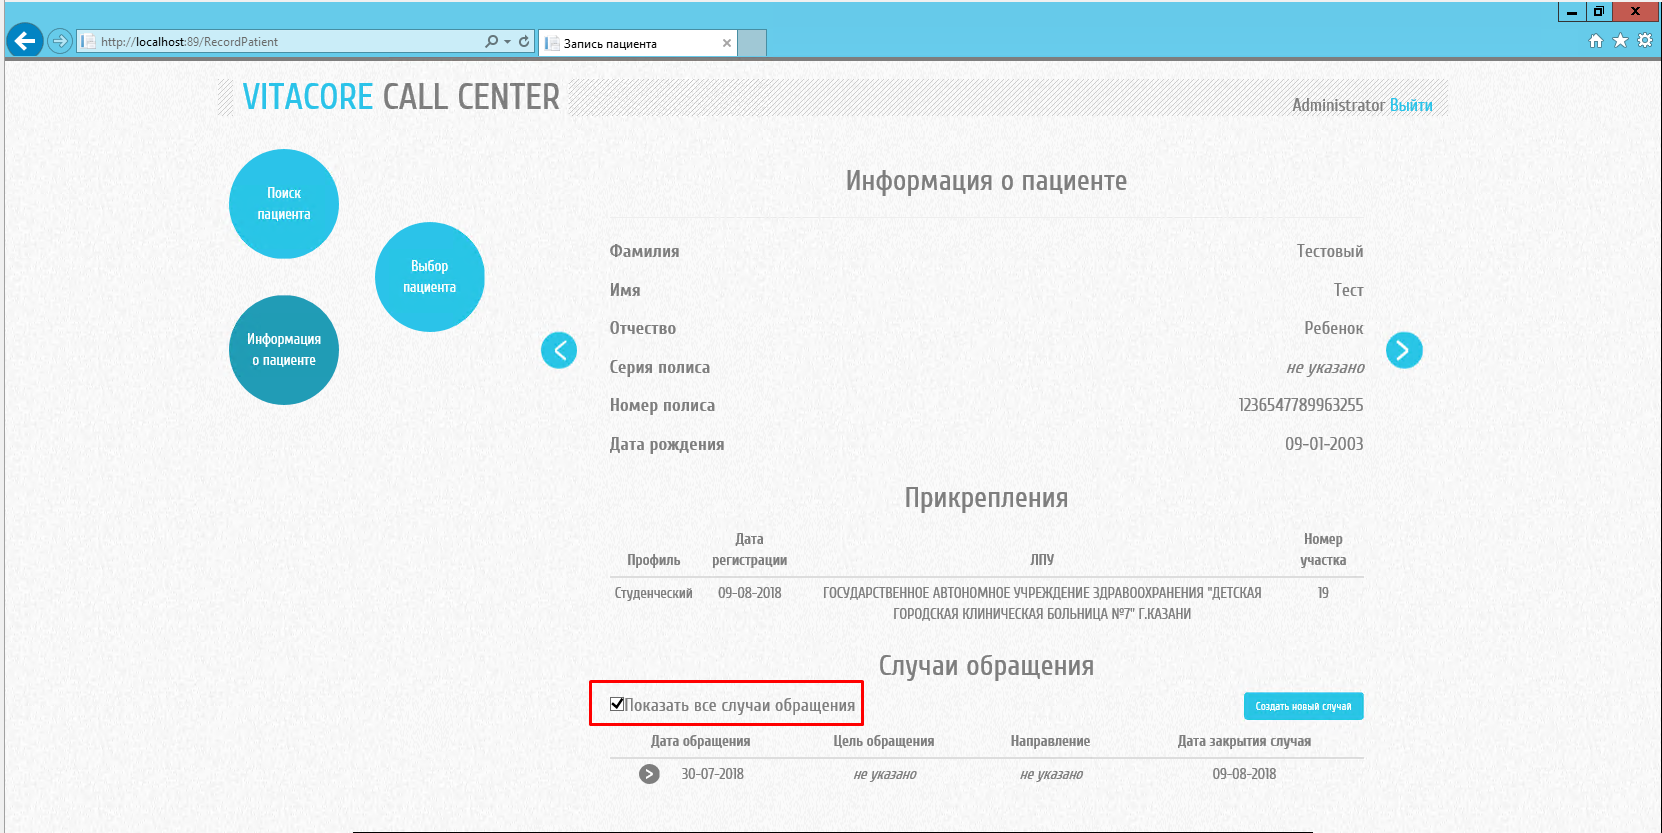 http://localhost:89/RecordPatient
Запись пациента
VITACORE CALL CENTER
Administrator Выйти
Поиск
пациента
Выбор
пациента
Информация
о пациенте
Информация о пациенте
Фамилия Тестовый
Имя Тест
Отчество Ребенок
Серия полиса не указано
Номер полиса 1236547789963255
Дата рождения 09-01-2003
Прикрепления
Профиль Дата регистрации ЛПУ Номер участка
Студенческий 09-08-2018 ГОСУДАРСТВЕННОЕ АВТОНОМНОЕ УЧРЕЖДЕНИЕ ЗДРАВООХРАНЕНИЯ "ДЕТСКАЯ 19
ГОРОДСКАЯ КЛИНИЧЕСКАЯ БОЛЬНИЦА №7" Г.КАЗАНИ
Случаи обращения
Показать все случаи обращения
Создать новый случай
Дата обращения Цель обращения Направление Дата закрытия случая
30-07-2018 не указано не указано 09-08-2018